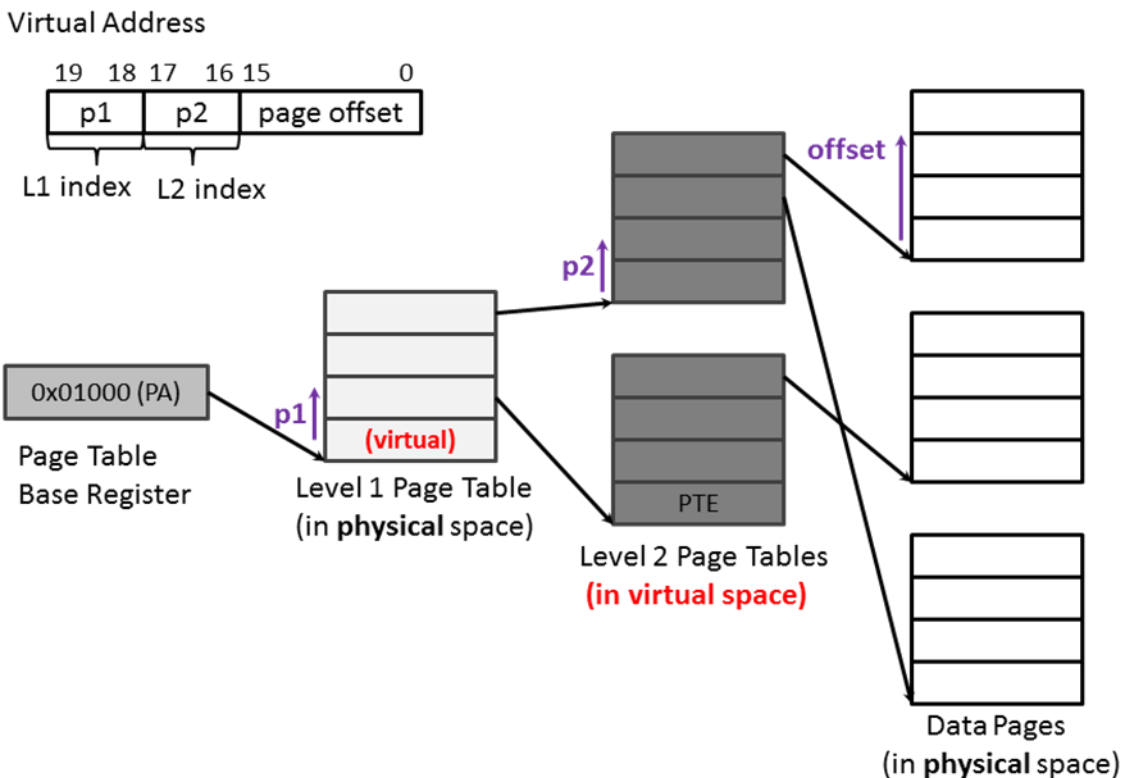 Virtual Address
19 18 17 16 15 0
p1 p2 page offset
L1 index L2 index
offset
p2
0x01000 (PA)
p1
(virtual)
Page Table
Base Register
Level 1 Page Table
(in physical space)
PTE
Level 2 Page Tables
(in virtual space)
Data Pages
(in physical space)